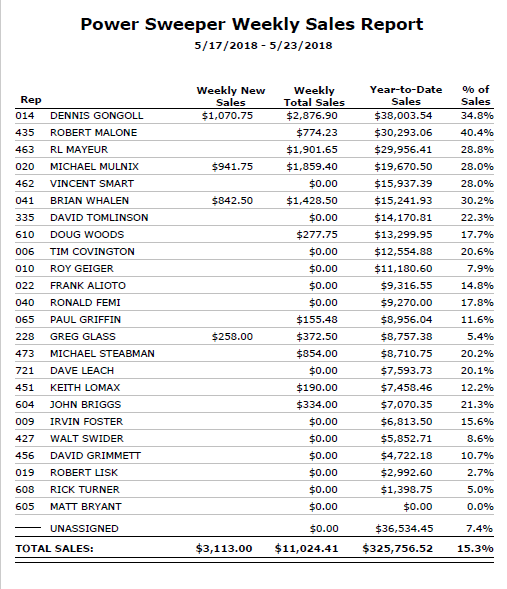 Power Sweeper Weekly Sales Report
5/17/2018 - 5/23/2018
Rep Weekly New Sales Weekly Total Sales Year-to-Date Sales % of Sales
014 DENNIS GONGOLL $1,070.75 $2,876.90 $38,003.54 34.8%
435 ROBERT MALONE $774.23 $30,293.06 40.4%
463 RL MAYEUR $1,901.65 $29,956.41 28.8%
020 MICHAEL MULNIX $941.75 $1,859.40 $19,670.50 28.0%
462 VINCENT SMART $0.00 $15,937.39 28.0%
041 BRIAN WHALEN $842.50 $1,428.50 $15,241.93 30.2%
335 DAVID TOMLINSON $0.00 $14,170.81 22.3%
610 DOUG WOODS $277.75 $13,299.95 17.7%
006 TIM COVINGTON $0.00 $12,554.88 20.6%
010 ROY GEIGER $0.00 $11,180.60 7.9%
022 FRANK ALIOTO $0.00 $9,316.55 14.8%
040 RONALD FEMI $0.00 $9,270.00 17.8%
065 PAUL GRIFFIN $155.48 $8,956.04 11.6%
228 GREG GLASS $258.00 $372.50 $8,757.38 5.4%
473 MICHAEL STEABMAN $854.00 $8,710.75 20.2%
721 DAVE LEACH $0.00 $7,593.73 20.1%
451 KEITH LOMAX $190.00 $7,458.46 12.2%
604 JOHN BRIGGS $334.00 $7,070.35 21.3%
009 IRVIN FOSTER $0.00 $6,813.50 15.6%
427 WALT SWIDER $0.00 $5,852.71 8.6%
456 DAVID GRIMMETT $0.00 $4,722.18 10.7%
019 ROBERT LISK $0.00 $2,992.60 2.7%
608 RICK TURNER $0.00 $1,398.75 5.0%
605 MATT BRYANT $0.00 $0.00 0.0%
UNASSIGNED $0.00 $36,534.45 7.4%
TOTAL SALES: $3,113.00 $11,024.41 $325,756.52 15.3%